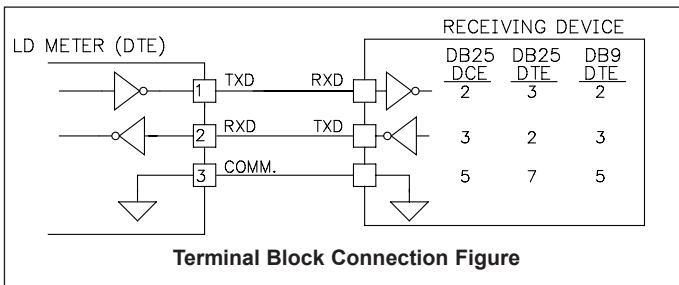 RECEIVING DEVICE
LD METER (DTE)
DB25 DB25 DB9
DCE DTE DTE
1 TXD RXD 2 3 2
2 RXD TXD 3 2 3
3 COMM. 5 7 5
Terminal Block Connection Figure